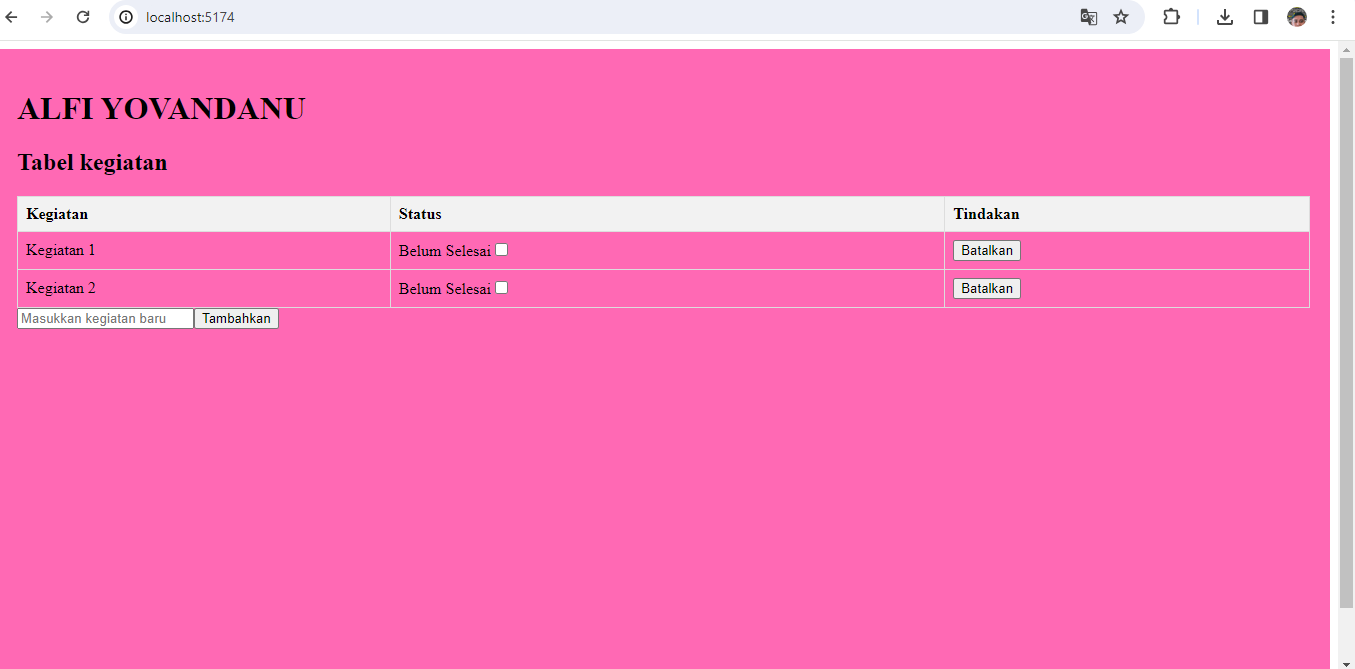 localhost:5174
ALFI YOVANDANU
Tabel kegiatan
Kegiatan Status Tindakan
Kegiatan 1 Belum Selesai Batalkan
Kegiatan 2 Belum Selesai Batalkan
Masukkan kegiatan baru Tambahkan